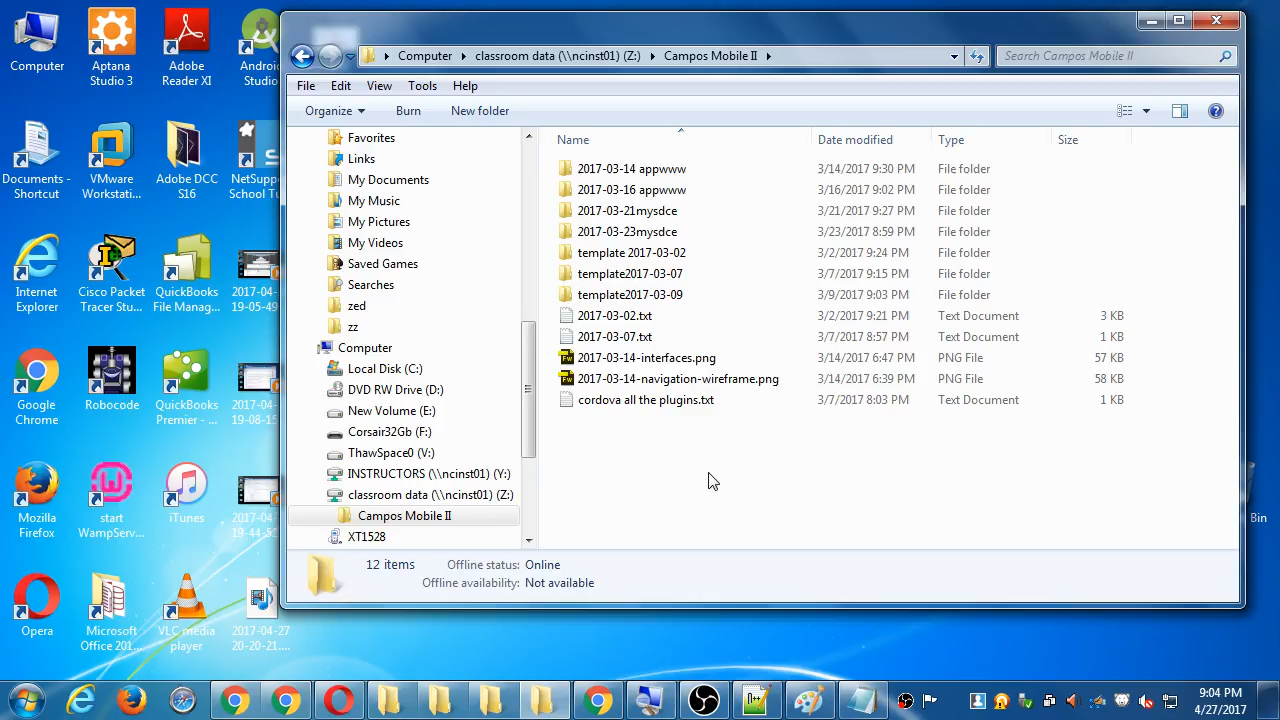 Computer
Aptana
Studio 3
Adobe
Reader XI
Android
Studio
Documents -
Shortcut
VMware
Workstati...
Adobe DCC
S16
NetSupport
School Tu
Internet
Explorer
Cisco Packet
Tracer Stu...
QuickBooks
File Manag...
2017-04-
19-05-49
Google
Chrome
Robocode
QuickBooks
Premier - ...
2017-04-
19-08-15
Mozilla
Firefox
start
WampServ...
iTunes
2017-04-
19-44-52
Opera
Microsoft
Office 201...
VLC media
player
2017-04-27
20-20-21...
Bin
Computer
classroom data (\\ncinst01) (Z:)
Campos Mobile II
Search Campos Mobile II
File Edit View Tools Help
Organize Burn New folder
Favorites
Links
My Documents
My Music
My Pictures
My Videos
Saved Games
Searches
zed
zz
Computer
Local Disk (C:)
DVD RW Drive (D:)
New Volume (E:)
Corsair32Gb (F:)
ThawSpace0 (V:)
INSTRUCTORS (\\ncinst01) (Y:)
classroom data (\\ncinst01) (Z:)
Campos Mobile II
XT1528
Name Date modified Type Size
2017-03-14 appwww 3/14/2017 9:30 PM File folder
2017-03-16 appwww 3/16/2017 9:02 PM File folder
2017-03-21mysdce 3/21/2017 9:27 PM File folder
2017-03-23mysdce 3/23/2017 8:59 PM File folder
template 2017-03-02 3/2/2017 9:24 PM File folder
template2017-03-07 3/7/2017 9:15 PM File folder
template2017-03-09 3/9/2017 9:03 PM File folder
2017-03-02.txt 3/2/2017 9:21 PM Text Document 3 KB
2017-03-07.txt 3/7/2017 8:57 PM Text Document 1 KB
2017-03-14-interfaces.png 3/14/2017 6:47 PM PNG File 57 KB
2017-03-14-navigation-wireframe.png 3/14/2017 6:39 PM PNG File 58 KB
cordova all the plugins.txt 3/7/2017 8:03 PM Text Document 1 KB
12 items
Offline status: Online
Offline availability: Not available
9:04 PM
4/27/2017